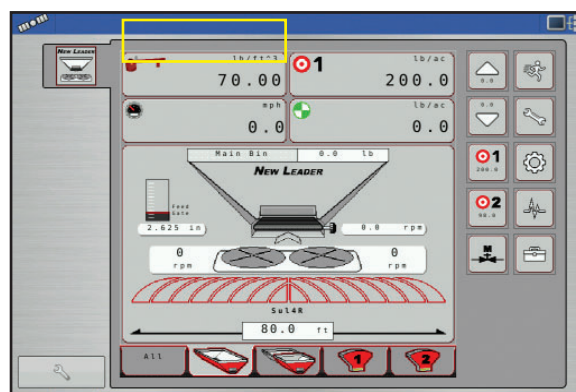 NEW LEADER
lb/ft^3
70.00
1
lb/ac
200.0
mph
0.0
lb/ac
0.0
0.0
0.0
1
200.0
2
90.0
M
Main Bin 0.0 lb
NEW LEADER
Feed
Gate
2.625 in
0.0 rpm
0
rpm
0
rpm
Sul4R
80.0 ft
All
1
2